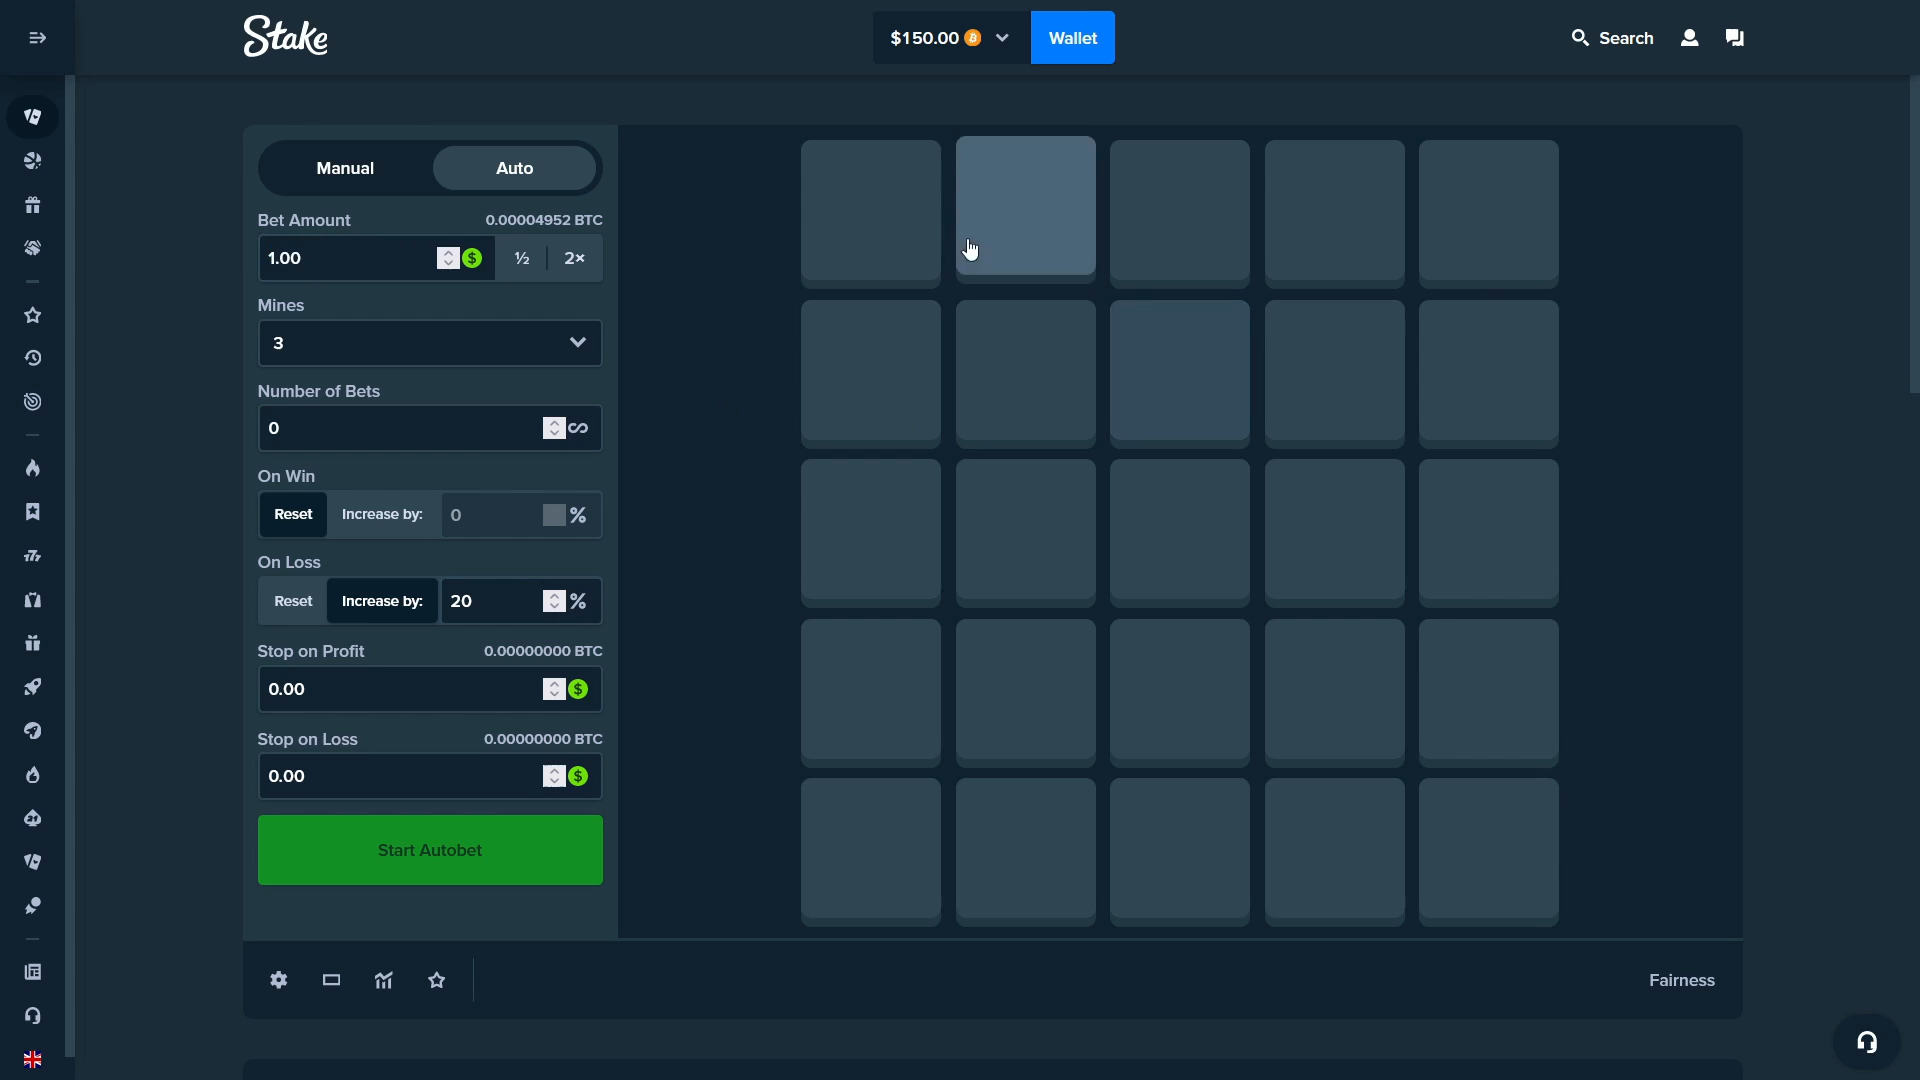 Stake
$150.00
Wallet
Search
Manual
Auto
Bet Amount
0.00004952 BTC
1.00
$
½
2×
Mines
3
Number of Bets
0
∞
On Win
Reset
Increase by:
0
%
On Loss
Reset
Increase by:
20
%
Stop on Profit
0.00000000 BTC
0.00
$
Stop on Loss
0.00000000 BTC
0.00
$
Start Autobet
Fairness